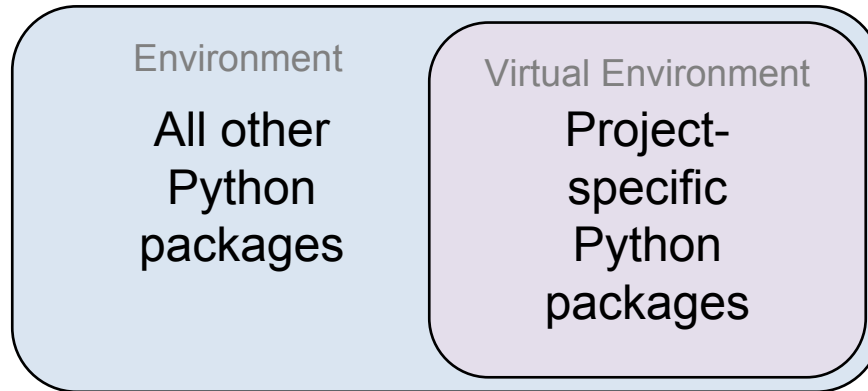 Environment
All other
Python
packages
Virtual Environment
Project-
specific
Python
packages